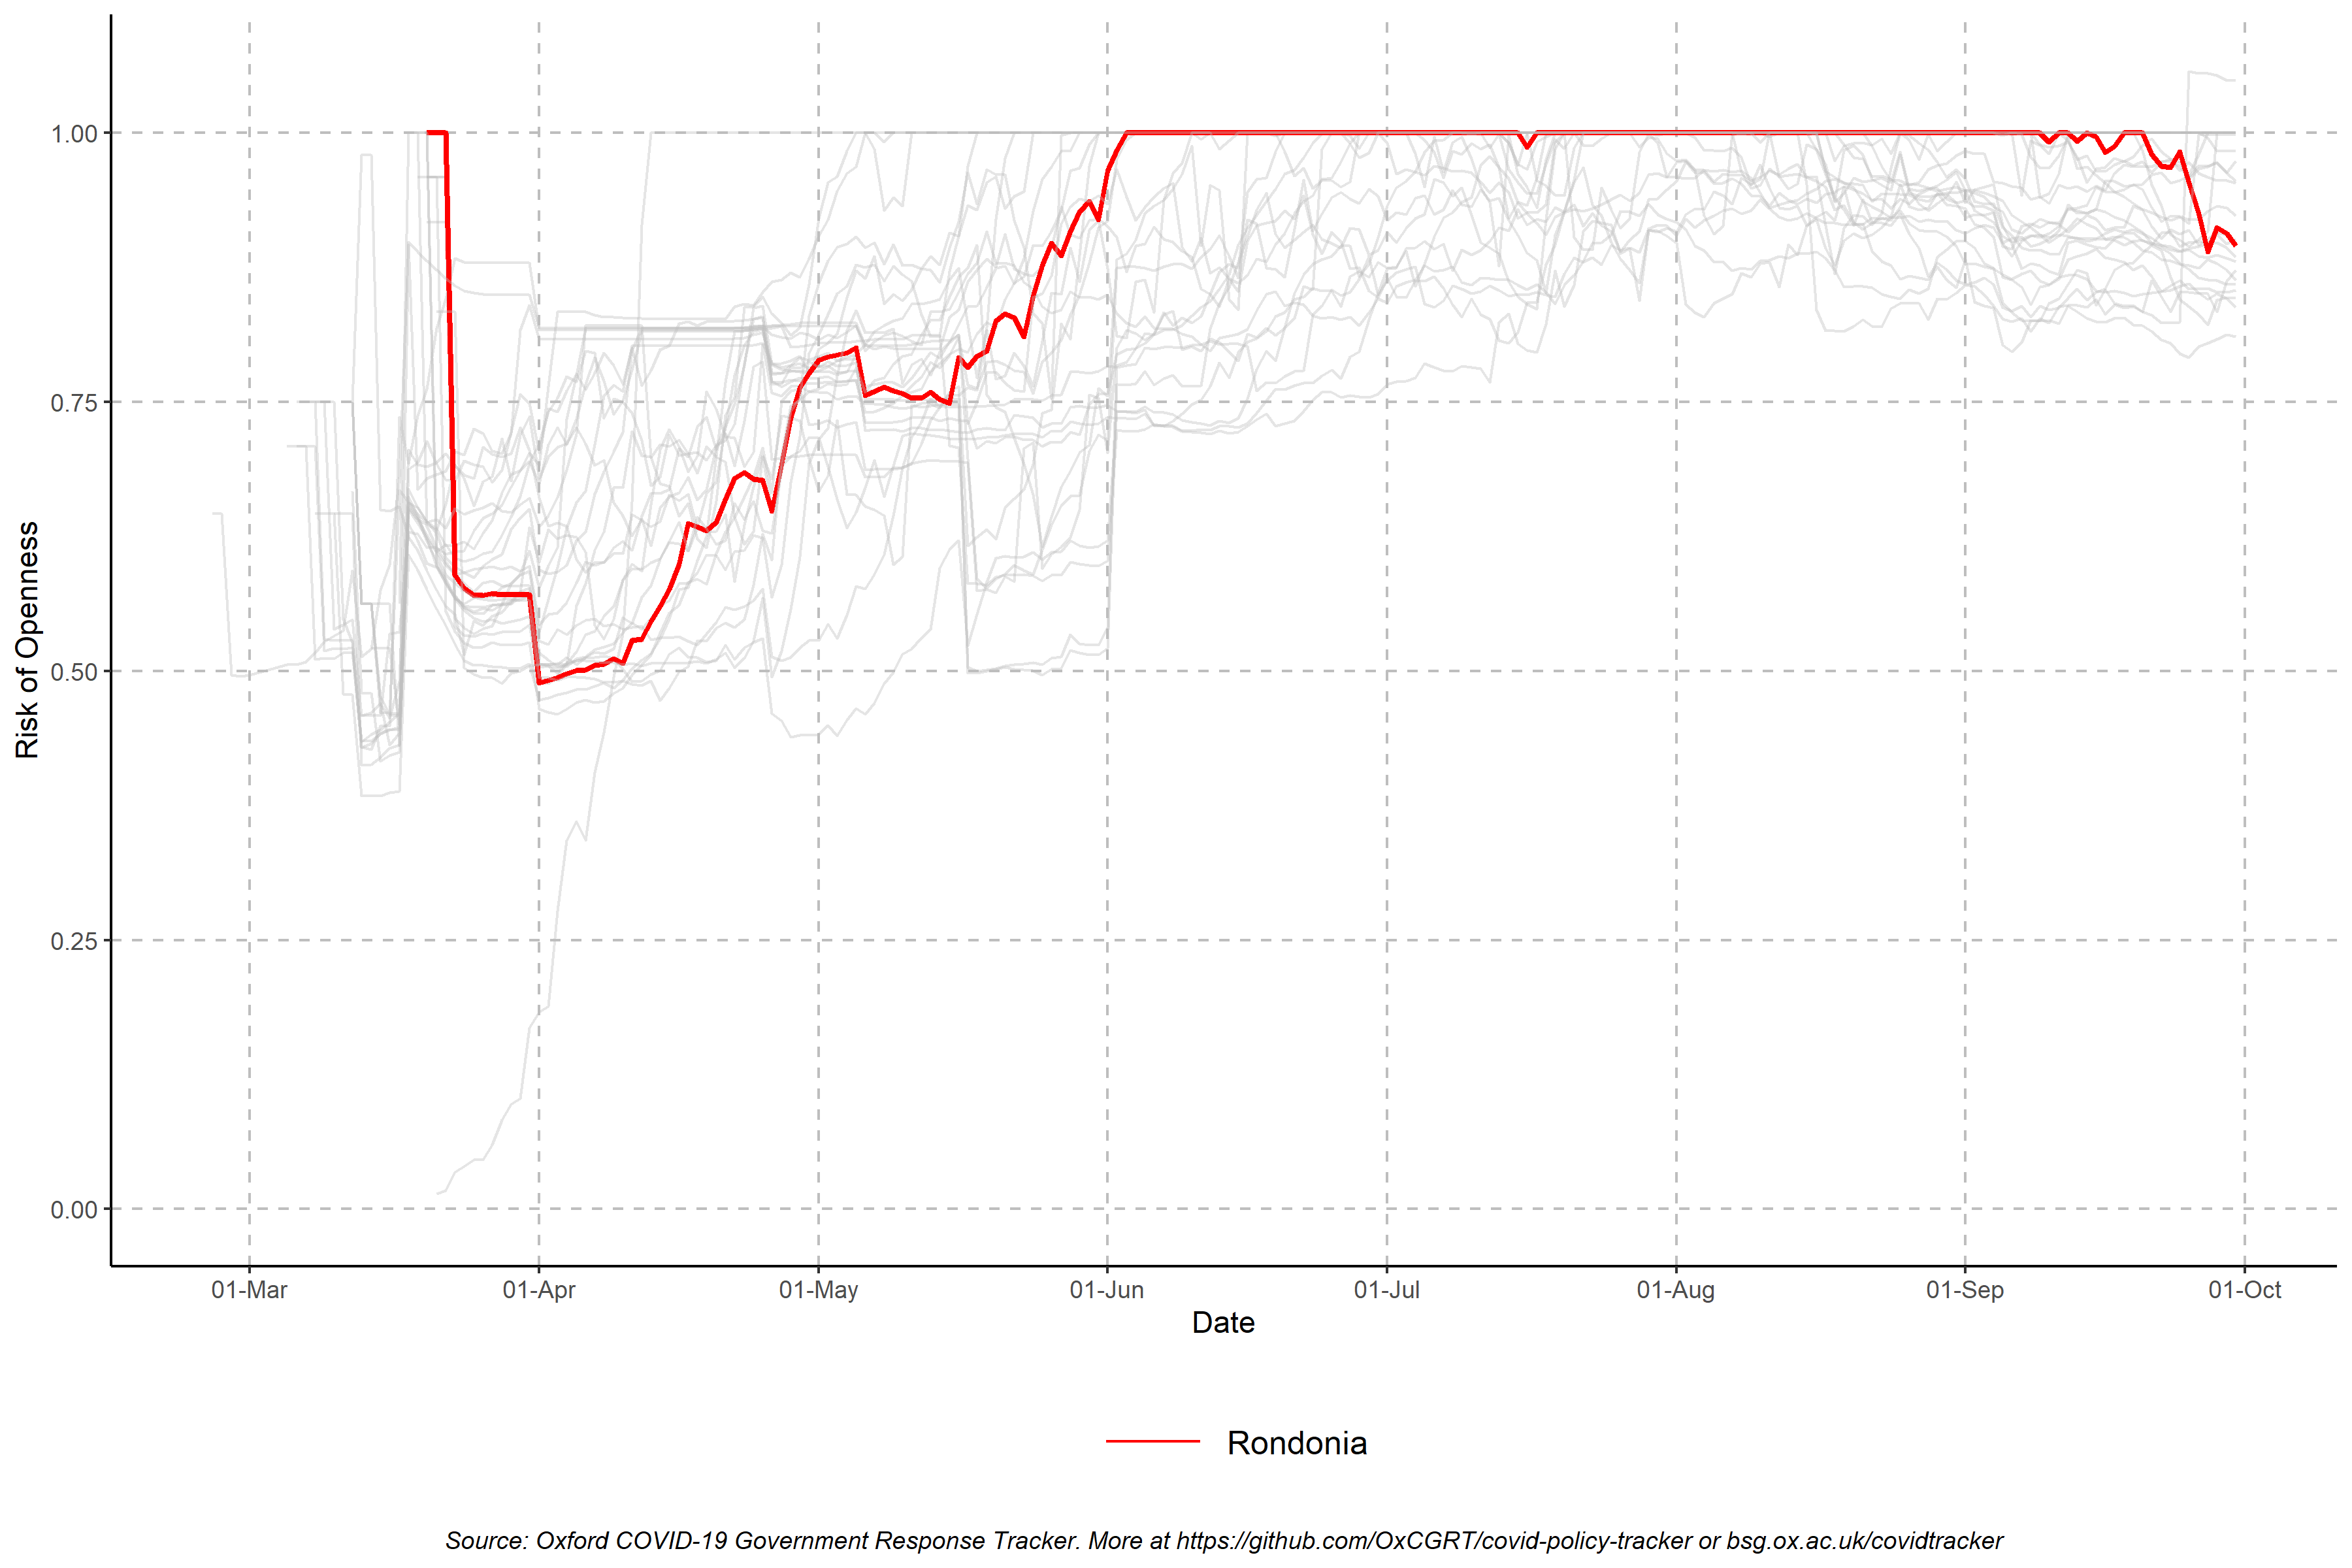 Risk of Openness
1.00
0.75
0.50
0.25
0.00
01-Mar 01-Apr 01-May 01-Jun 01-Jul 01-Aug 01-Sep 01-Oct
Date
Rondonia
Source: Oxford COVID-19 Government Response Tracker. More at https://github.com/OxCGRT/covid-policy-tracker or bsg.ox.ac.uk/covidtracker